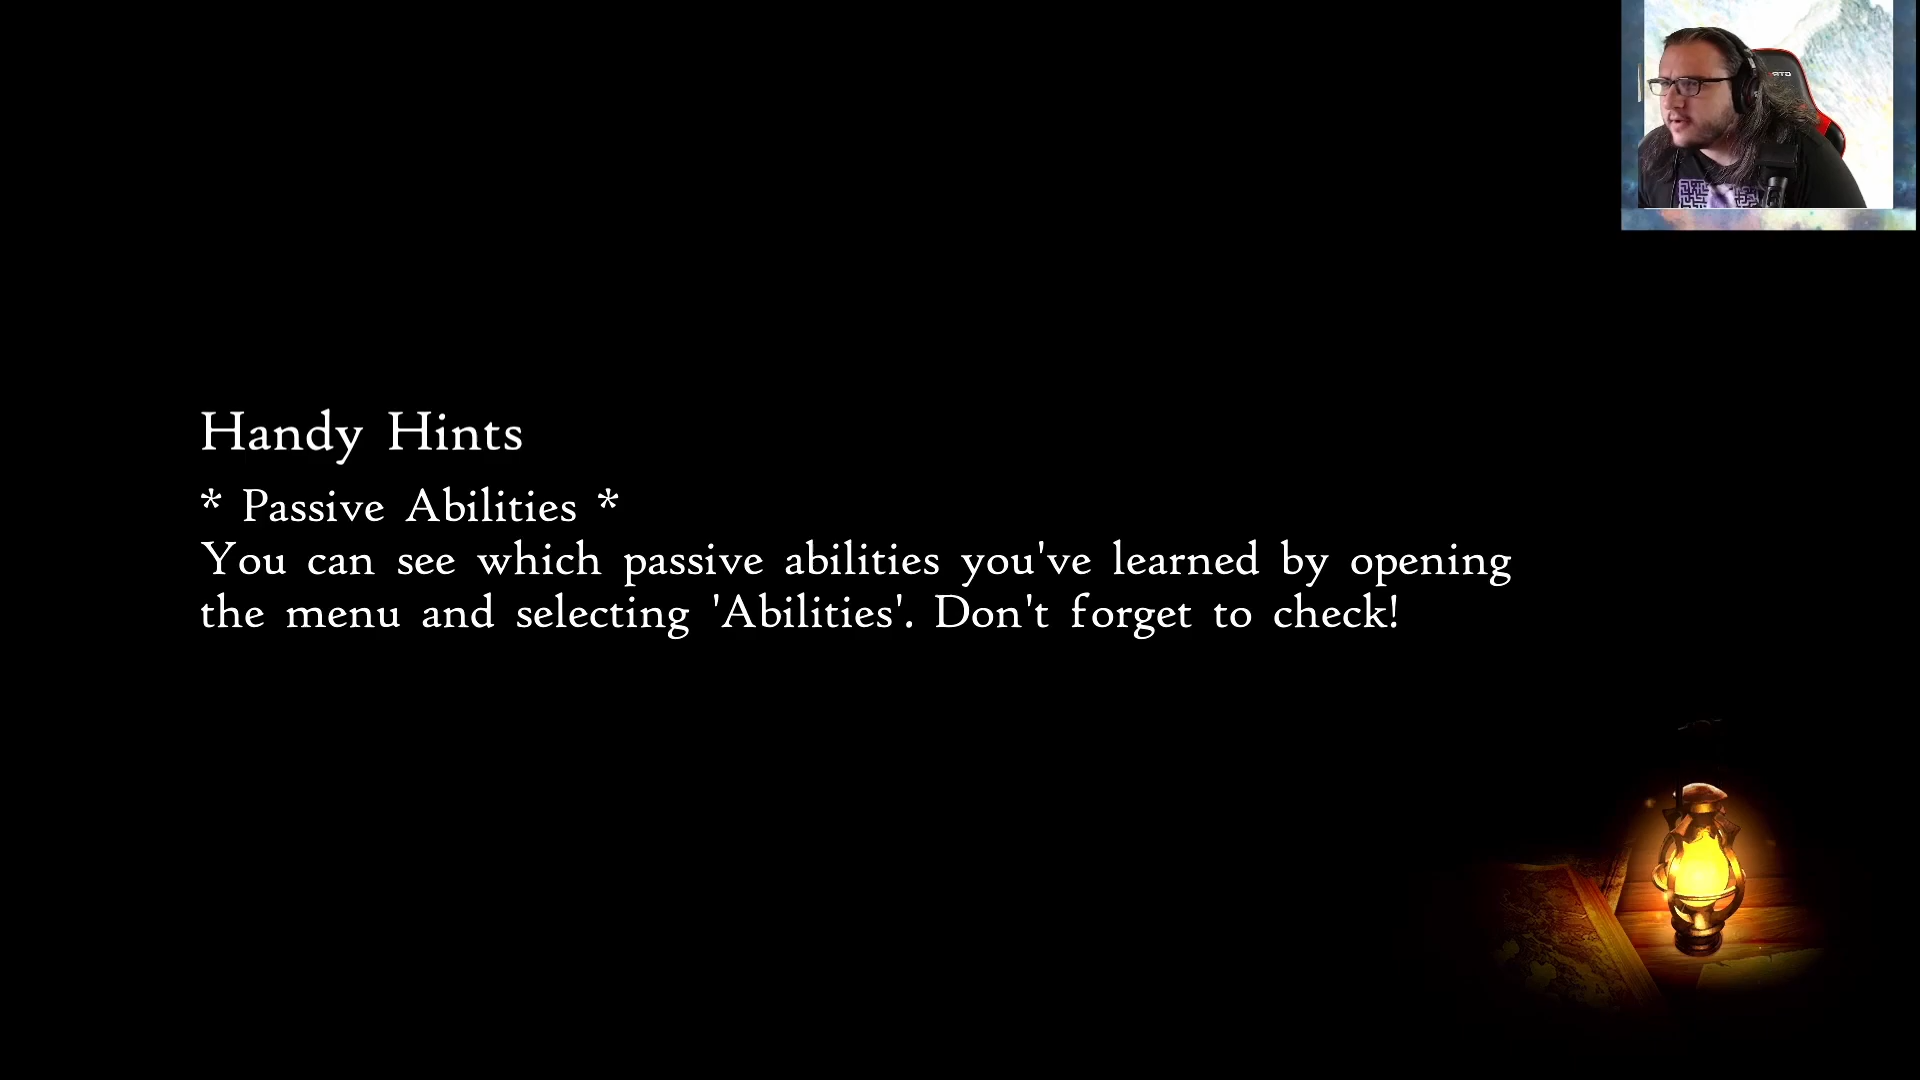 Handy Hints
* Passive Abilities *
You can see which passive abilities you've learned by opening
the menu and selecting 'Abilities'. Don't forget to check!